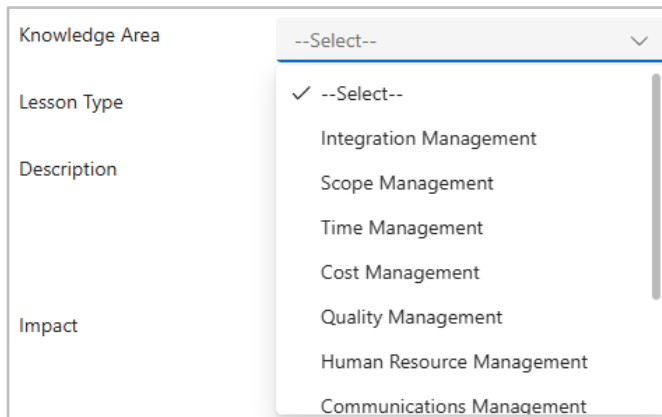 Knowledge Area
--Select--
Lesson Type
Description
Impact
--Select--
Integration Management
Scope Management
Time Management
Cost Management
Quality Management
Human Resource Management
Communications Management